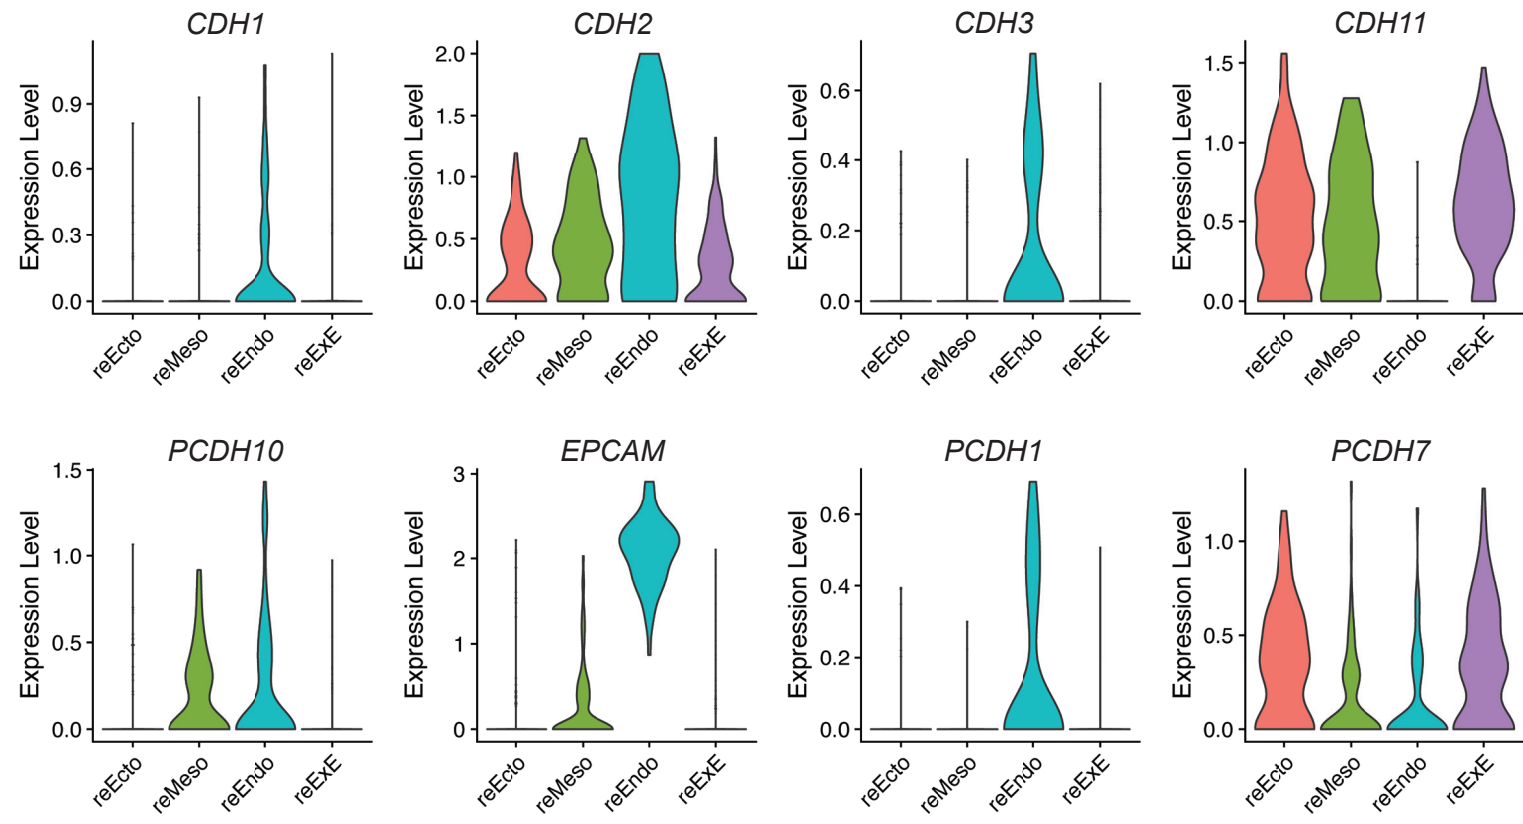 CDH1
CDH2
CDH3
CDH11
Expression Level
0.9
0.6
0.3
0.0
reEcto
reMeso
reEndo
reExE
Expression Level
2.0
1.5
1.0
0.5
0.0
reEcto
reMeso
reEndo
reExE
Expression Level
0.6
0.4
0.2
0.0
reEcto
reMeso
reEndo
reExE
Expression Level
1.5
1.0
0.5
0.0
reEcto
reMeso
reEndo
reExE
PCDH10
EPCAM
PCDH1
PCDH7
Expression Level
1.5
1.0
0.5
0.0
reEcto
reMeso
reEndo
reExE
Expression Level
3
2
1
0
reEcto
reMeso
reEndo
reExE
Expression Level
0.6
0.4
0.2
0.0
reEcto
reMeso
reEndo
reExE
Expression Level
1.0
0.5
0.0
reEcto
reMeso
reEndo
reExE